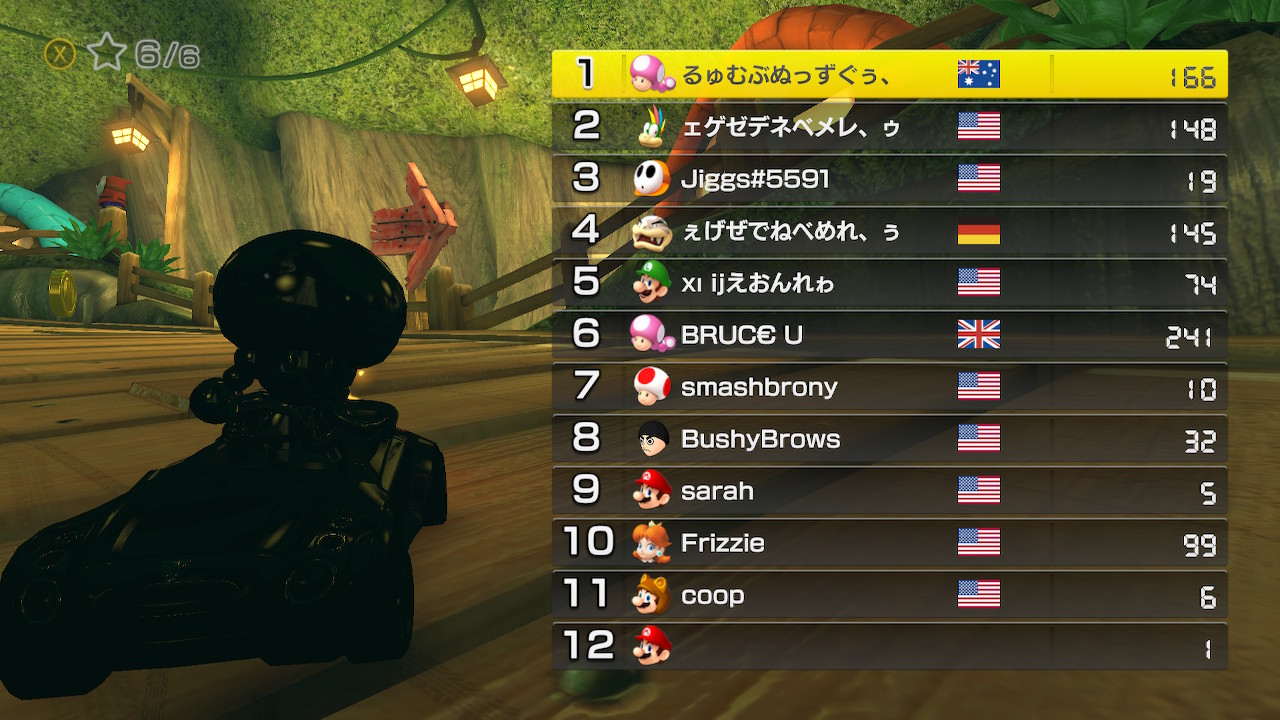 X 6/6
1 るゅむぶぬっずぐぅ、 166
2 ェゲゼデネベメレ、ゥ 148
3 Jiggs#5591 19
4 ぇげぜでねべめれ、ぅ 145
5 xı ijえおんれゎ 74
6 BRUC€ U 241
7 smashbrony 10
8 BushyBrows 32
9 sarah 5
10 Frizzie 99
11 coop 6
12 1